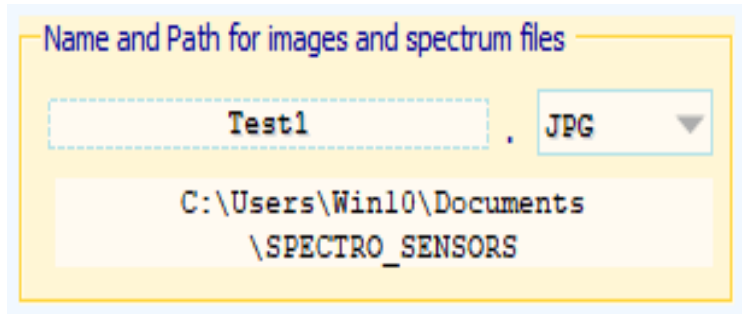 Name and Path for images and spectrum files
Test1 . JPG
C:\Users\Win10\Documents
\SPECTRO_SENSORS